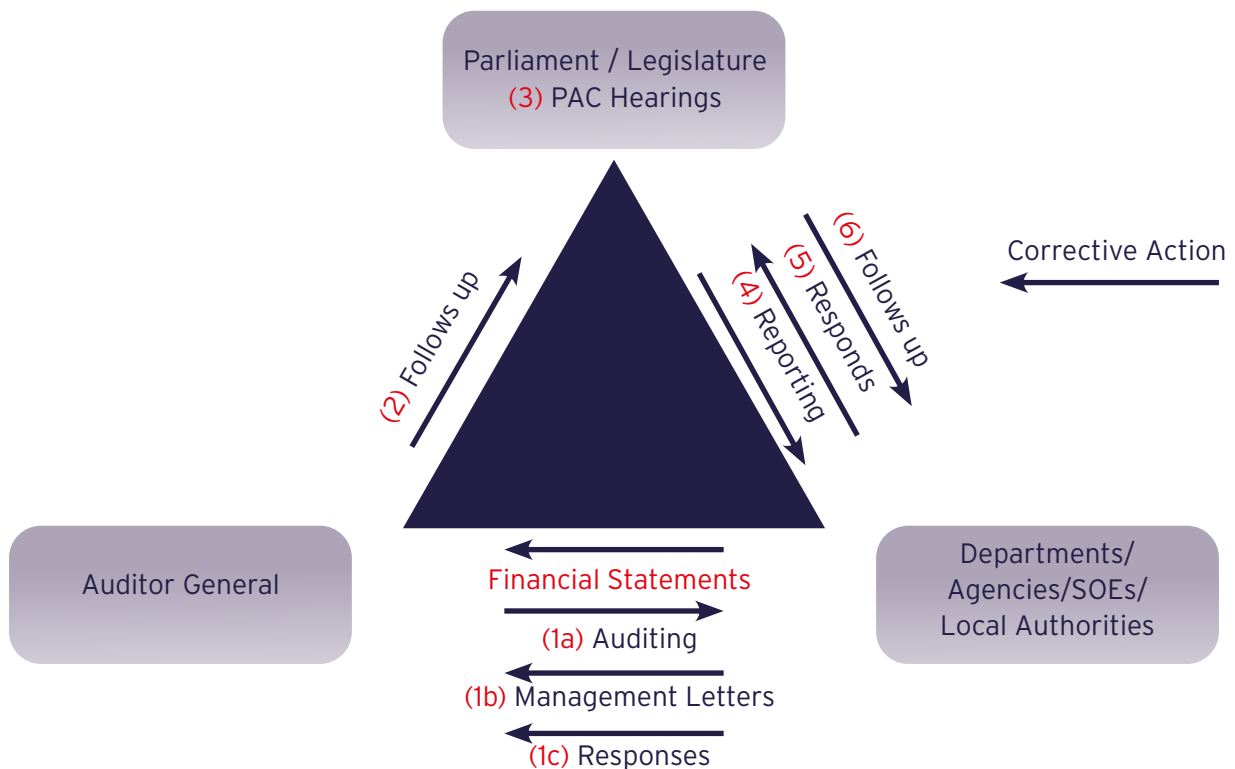 Parliament / Legislature
(3) PAC Hearings
(2) Follows up
(4) Reporting
(5) Responds
(6) Follows up
Corrective Action
Auditor General
Financial Statements
(1a) Auditing
(1b) Management Letters
(1c) Responses
Departments/
Agencies/SOEs/
Local Authorities